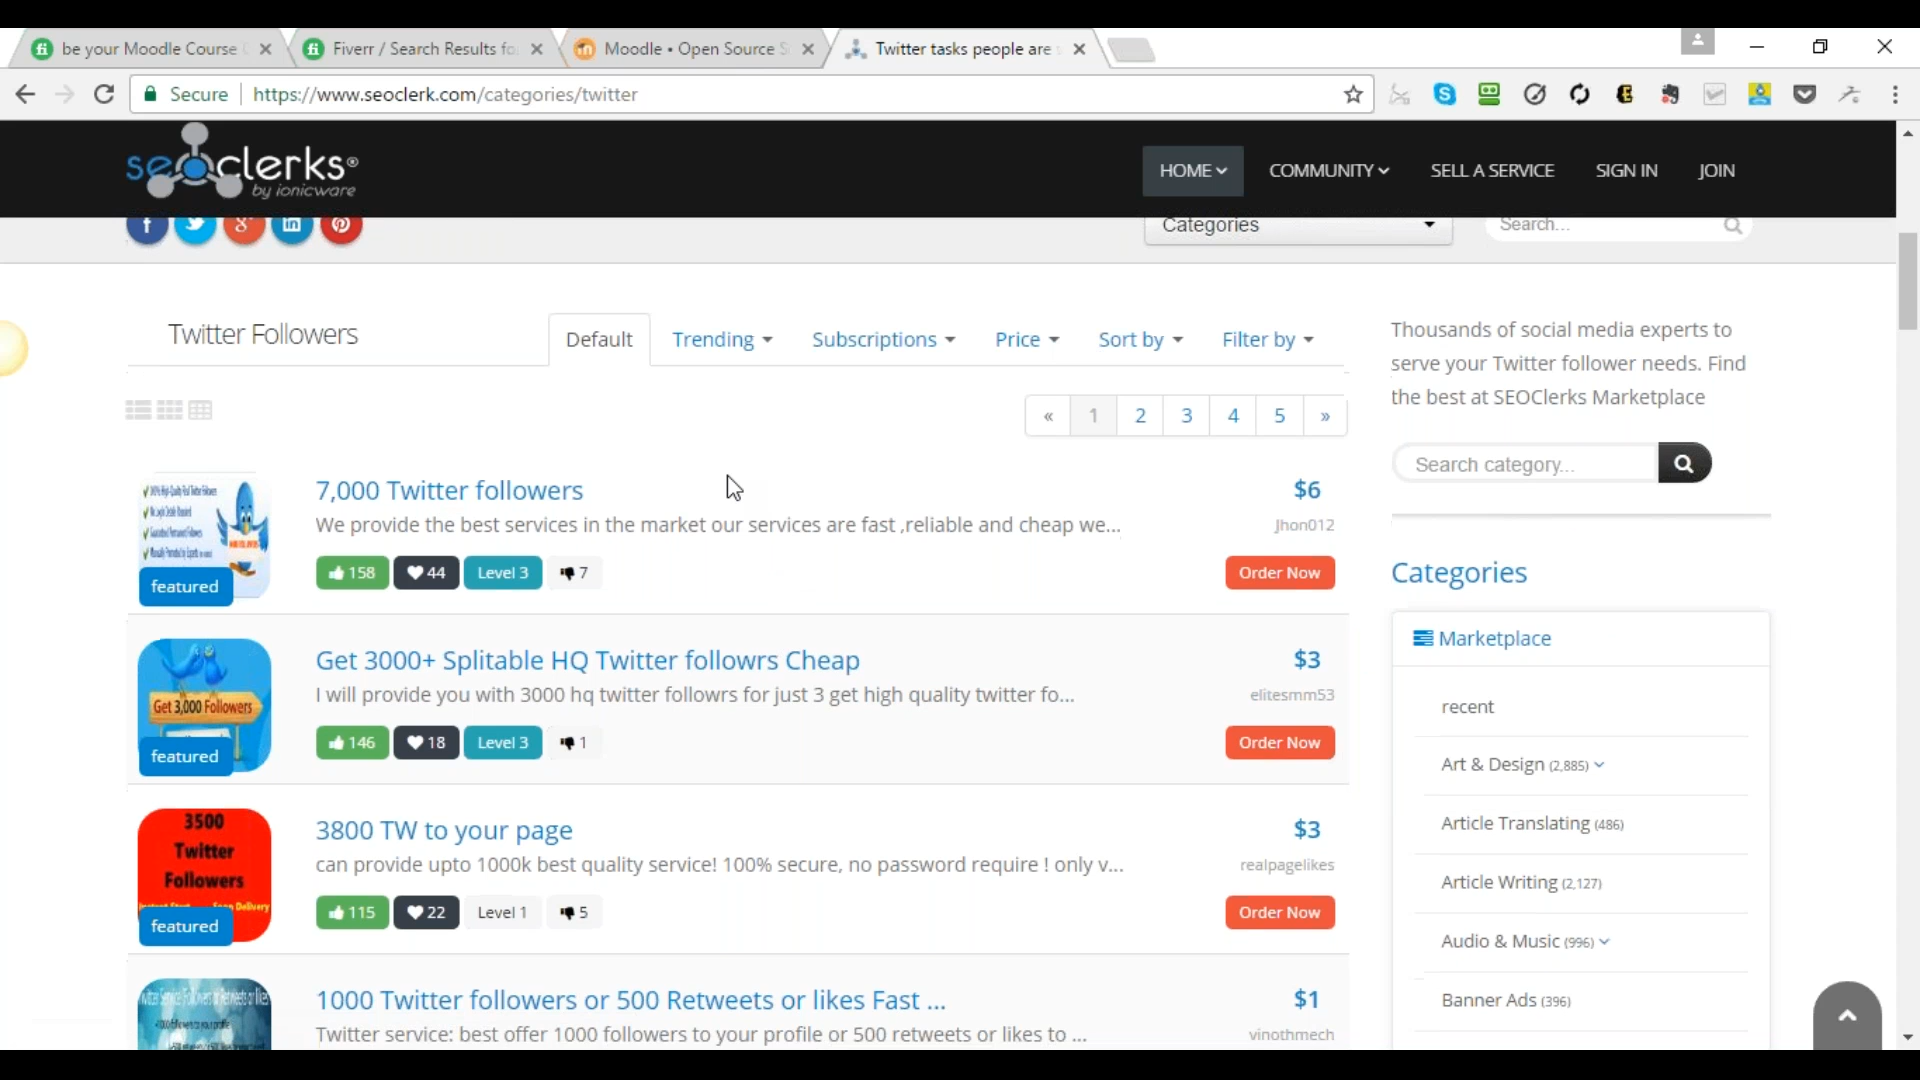 be your Moodle Course
Fiverr / Search Results fo
Moodle • Open Source S
Twitter tasks people are
Secure
https://www.seoclerk.com/categories/twitter
seoclerks®
by ionicware
HOME
COMMUNITY
SELL A SERVICE
SIGN IN
JOIN
Categories
Search...
Twitter Followers
Default
Trending
Subscriptions
Price
Sort by
Filter by
« 1 2 3 4 5 »
7,000 Twitter followers
$6
We provide the best services in the market our services are fast ,reliable and cheap we...
Jhon012
158
44
Level 3
7
Order Now
featured
Get 3000+ Splitable HQ Twitter followrs Cheap
$3
I will provide you with 3000 hq twitter followrs for just 3 get high quality twitter fo...
elitesmm53
Get 3,000 Followers
146
18
Level 3
1
Order Now
featured
3500
Twitter
Followers
Delivery
3800 TW to your page
$3
can provide upto 1000k best quality service! 100% secure, no password require ! only v...
realpagelikes
115
22
Level 1
5
Order Now
featured
1000 Twitter followers or 500 Retweets or likes Fast ...
$1
Twitter service: best offer 1000 followers to your profile or 500 retweets or likes to ...
vinothmech
Thousands of social media experts to
serve your Twitter follower needs. Find
the best at SEOClerks Marketplace
Search category...
Categories
Marketplace
recent
Art & Design (2,885)
Article Translating (486)
Article Writing (2,127)
Audio & Music (996)
Banner Ads (396)